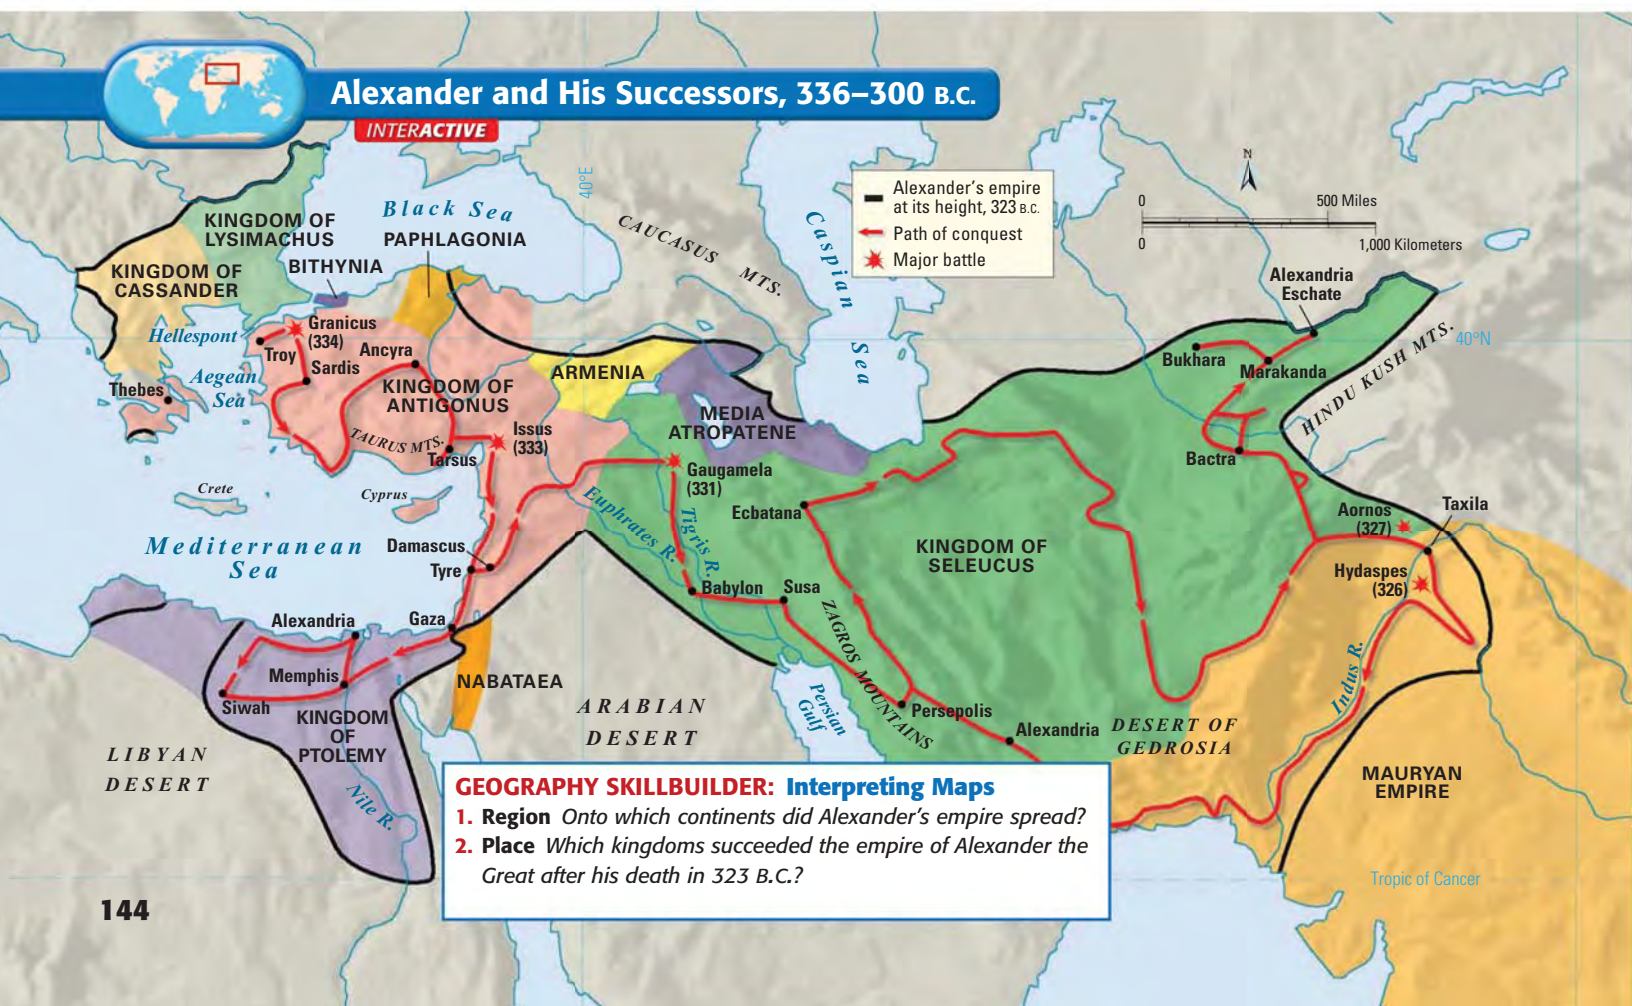 Alexander and His Successors, 336–300 B.C.
INTERACTIVE
40°E
Black Sea
CAUCASUS MTS.
Caspian Sea
Alexander's empire
at its height, 323 B.C.
Path of conquest
Major battle
N
0 500 Miles
0 1,000 Kilometers
KINGDOM OF
LYSIMACHUS
PAPHLAGONIA
BITHYNIA
KINGDOM OF
CASSANDER
Hellespont
Granicus
(334)
Troy
Ancyra
Sardis
Aegean
Sea
Thebes
KINGDOM OF
ANTIGONUS
ARMENIA
MEDIA
ATROPATENE
TAURUS MTS.
Issus
(333)
Tarsus
Gaugamela
(331)
Crete
Cyprus
Euphrates R.
Tigris R.
Ecbatana
Mediterranean
Sea
Damascus
Tyre
Babylon
Susa
KINGDOM OF
SELEUCUS
Alexandria
Eschate
Bukhara
Marakanda
HINDU KUSH MTS.
40°N
Bactra
Aornos
(327)
Taxila
Hydaspes
(326)
Alexandria
Gaza
Memphis
Siwah
KINGDOM
OF
PTOLEMY
NABATAEA
LIBYAN
DESERT
Nile R.
ARABIAN
DESERT
Persian
Gulf
ZAGROS MOUNTAINS
Persepolis
Alexandria
DESERT OF
GEDROSIA
Indus R.
MAURYAN
EMPIRE
Tropic of Cancer
GEOGRAPHY SKILLBUILDER: Interpreting Maps
1. Region Onto which continents did Alexander's empire spread?
2. Place Which kingdoms succeeded the empire of Alexander the
Great after his death in 323 B.C.?
144